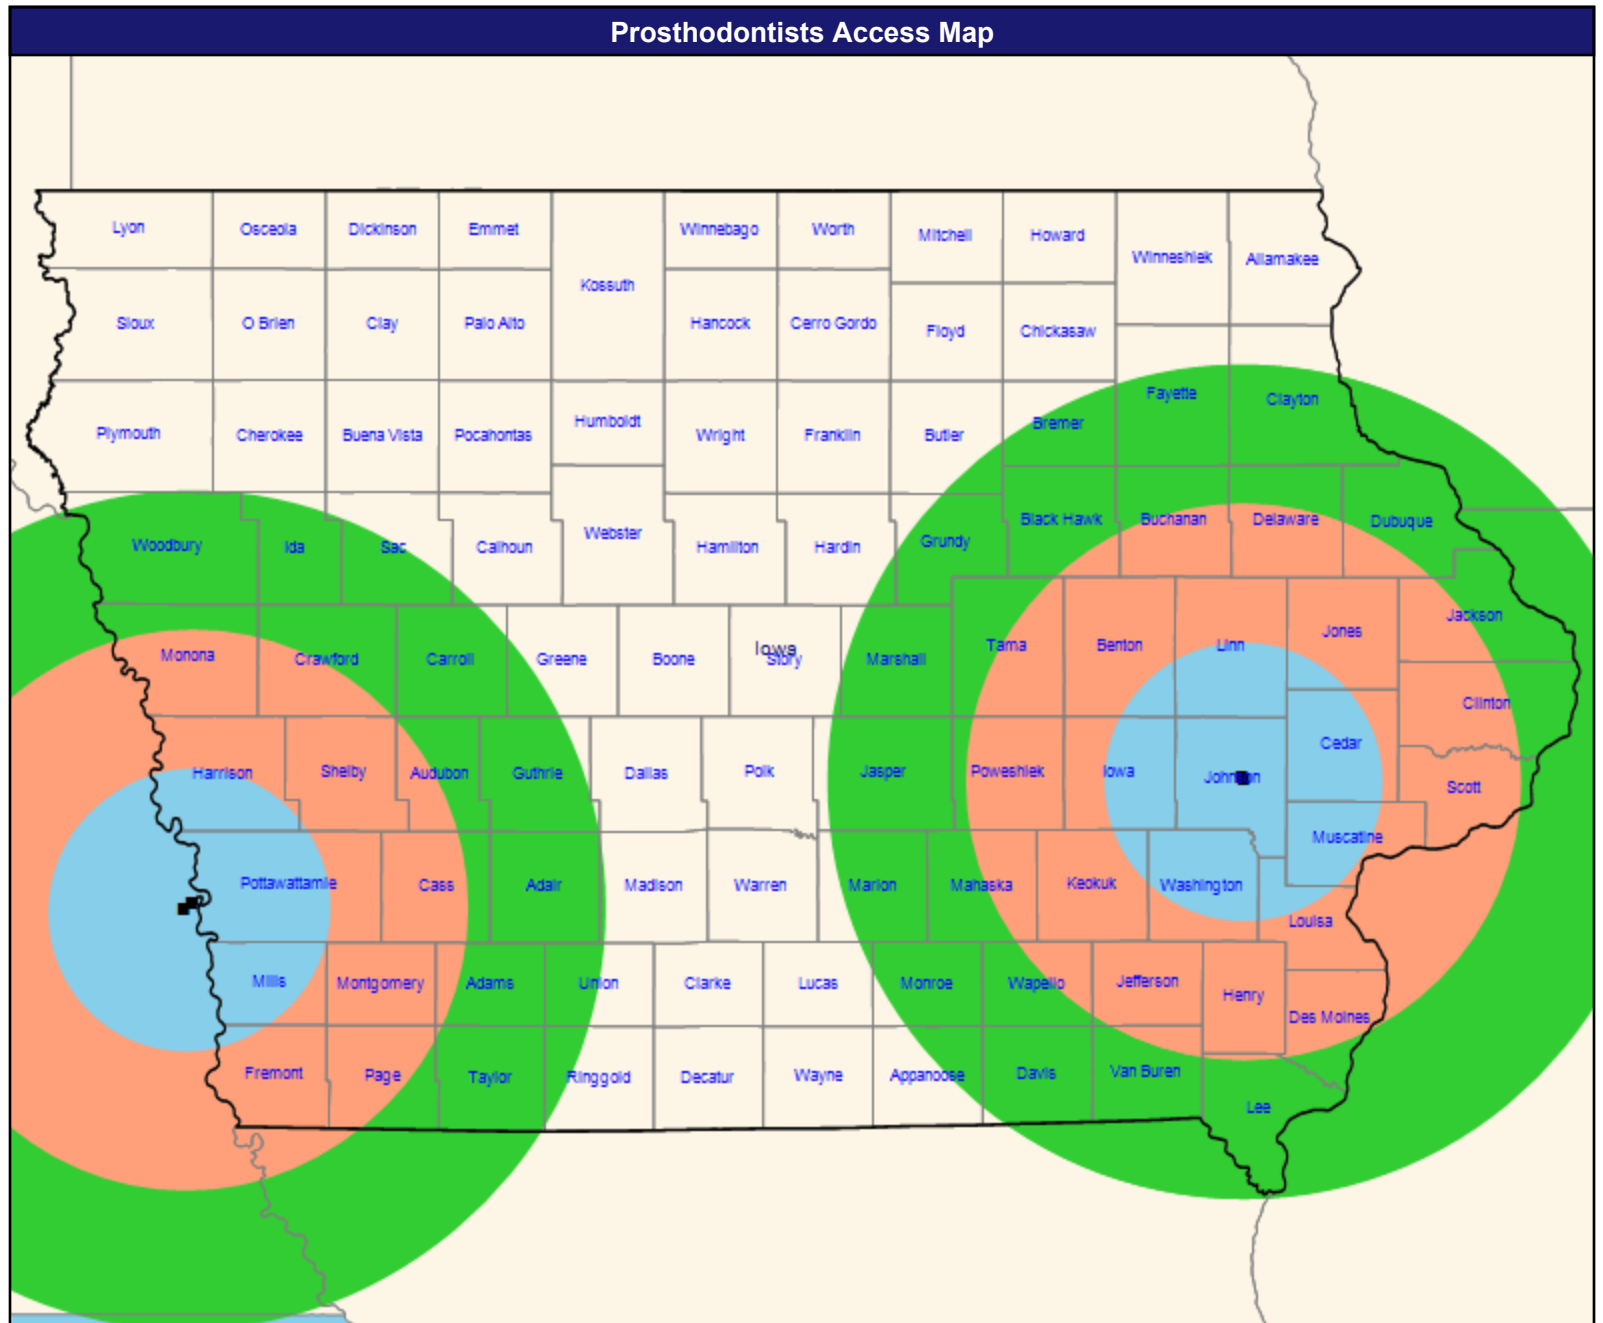 Prosthodontists Access Map
Lyon Osceola Dickinson Emmet Winnebago Worth Mitchell Howard
Winneshiek Allamakee
Kossuth
Sioux O Brien Clay Palo Alto Hancock Cerro Gordo Floyd Chickasaw
Fayette Clayton
Plymouth Cherokee Buena Vista Pocahontas Humboldt Wright Franklin Butler Bremer
Woodbury Ida Sac Calhoun Webster Hamilton Hardin Grundy Black Hawk Buchanan Delaware Dubuque
Jackson
Monona Crawford Carroll Greene Boone Iowa Story Marshall Tama Benton Linn Jones
Clinton
Harrison Shelby Audubon Guthrie Dallas Polk Jasper Poweshiek Iowa Johnson Cedar Scott
Muscatine
Pottawattamie Cass Adair Madison Warren Marion Mahaska Keokuk Washington
Louisa
Mills Montgomery Adams Union Clarke Lucas Monroe Wapello Jefferson Henry
Des Moines
Fremont Page Taylor Ringgold Decatur Wayne Appanoose Davis Van Buren
Lee